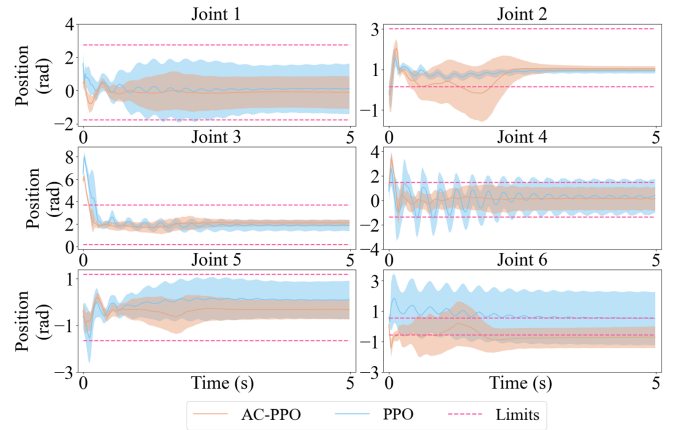 Joint 1
Joint 2
Position
(rad)
4
2
0
−2
0
5
3
1
−1
0
5
Joint 3
Joint 4
Position
(rad)
8
6
4
2
0
0
5
4
2
0
−2
−4
0
5
Joint 5
Joint 6
Position
(rad)
1
−1
−3
0
5
Time (s)
3
1
−1
−3
0
5
Time (s)
AC-PPO
PPO
Limits